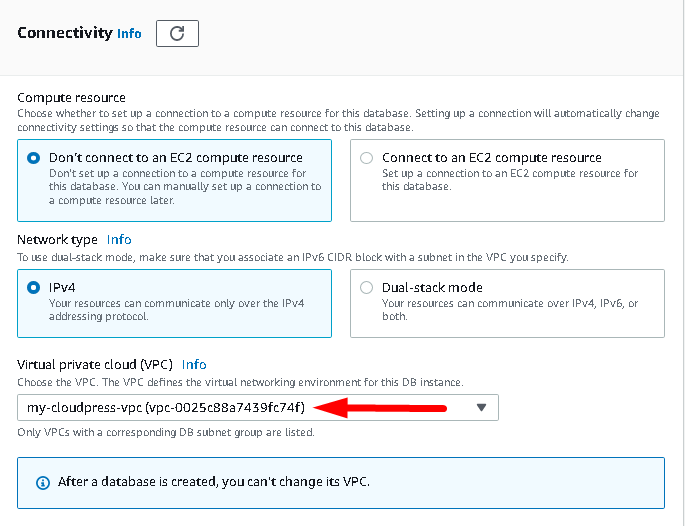 Connectivity Info
Compute resource
Choose whether to set up a connection to a compute resource for this database. Setting up a connection will automatically change
connectivity settings so that the compute resource can connect to this database.
Don't connect to an EC2 compute resource
Don't set up a connection to a compute resource for
this database. You can manually set up a connection to
a compute resource later.
Connect to an EC2 compute resource
Set up a connection to an EC2 compute resource for
this database.
Network type Info
To use dual-stack mode, make sure that you associate an IPv6 CIDR block with a subnet in the VPC you specify.
IPv4
Your resources can communicate only over the IPv4
addressing protocol.
Dual-stack mode
Your resources can communicate over IPv4, IPv6, or
both.
Virtual private cloud (VPC) Info
Choose the VPC. The VPC defines the virtual networking environment for this DB instance.
my-cloudpress-vpc (vpc-0025c88a7439fc74f)
Only VPCs with a corresponding DB subnet group are listed.
After a database is created, you can't change its VPC.